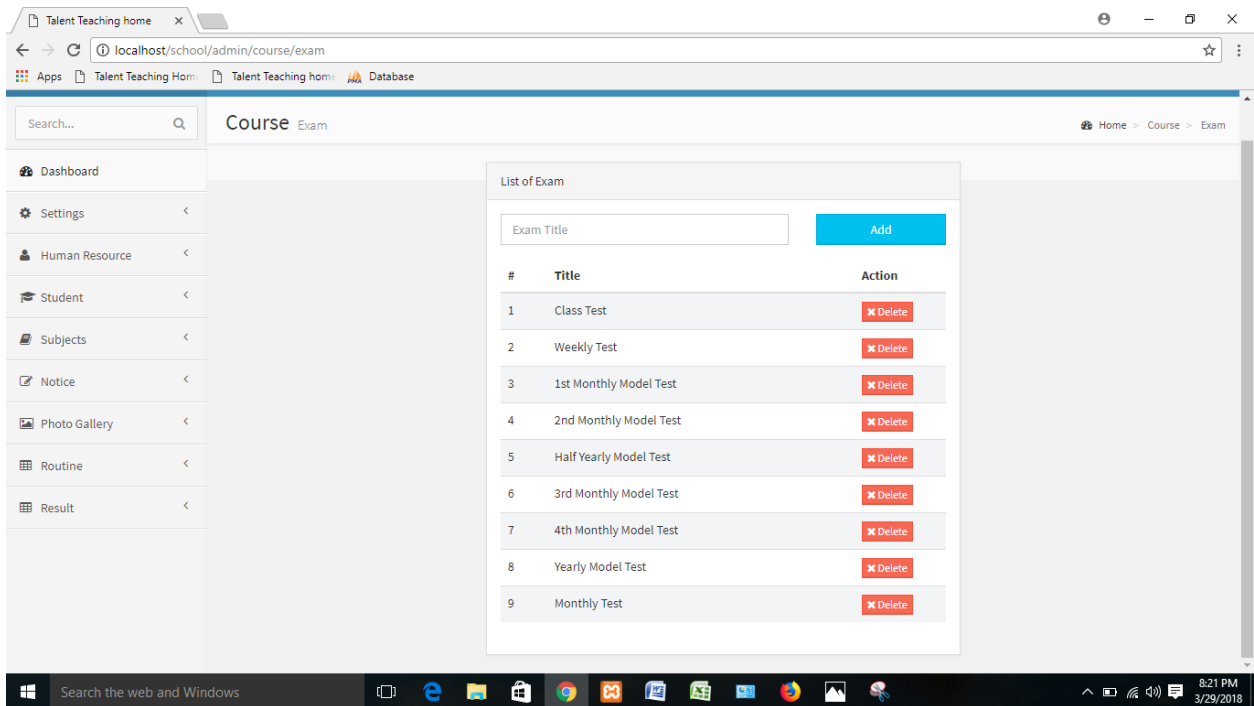 Talent Teaching home
localhost/school/admin/course/exam
Apps Talent Teaching Home Talent Teaching home Database
Search...
Course Exam
Home > Course > Exam
Dashboard
Settings
Human Resource
Student
Subjects
Notice
Photo Gallery
Routine
Result
List of Exam
Exam Title Add
# Title Action
1 Class Test Delete
2 Weekly Test Delete
3 1st Monthly Model Test Delete
4 2nd Monthly Model Test Delete
5 Half Yearly Model Test Delete
6 3rd Monthly Model Test Delete
7 4th Monthly Model Test Delete
8 Yearly Model Test Delete
9 Monthly Test Delete
Search the web and Windows
8:21 PM
3/29/2018